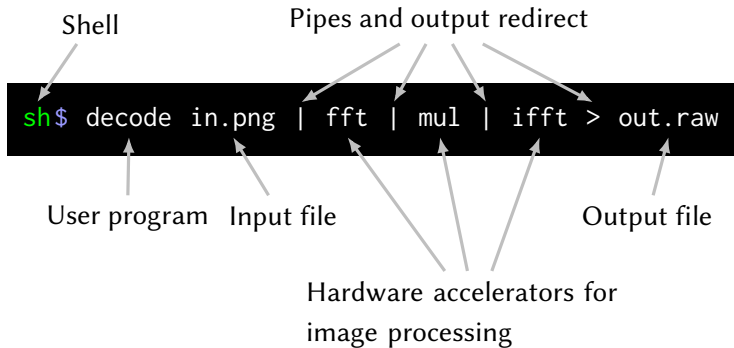 Shell
Pipes and output redirect
sh$ decode in.png | fft | mul | ifft > out.raw
User program
Input file
Output file
Hardware accelerators for
image processing